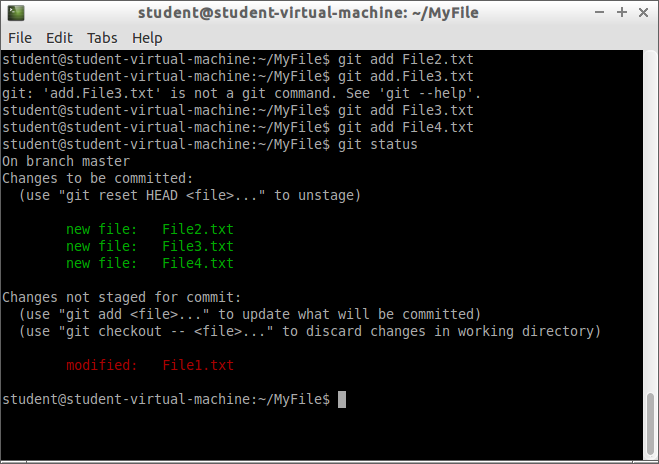 student@student-virtual-machine: ~/MyFile
File Edit Tabs Help
student@student-virtual-machine:~/MyFile$ git add File2.txt
student@student-virtual-machine:~/MyFile$ git add.File3.txt
git: 'add.File3.txt' is not a git command. See 'git --help'.
student@student-virtual-machine:~/MyFile$ git add File3.txt
student@student-virtual-machine:~/MyFile$ git add File4.txt
student@student-virtual-machine:~/MyFile$ git status
On branch master
Changes to be committed:
  (use "git reset HEAD <file>..." to unstage)
        new file:   File2.txt
        new file:   File3.txt
        new file:   File4.txt
Changes not staged for commit:
  (use "git add <file>..." to update what will be committed)
  (use "git checkout -- <file>..." to discard changes in working directory)
        modified:   File1.txt
student@student-virtual-machine:~/MyFile$